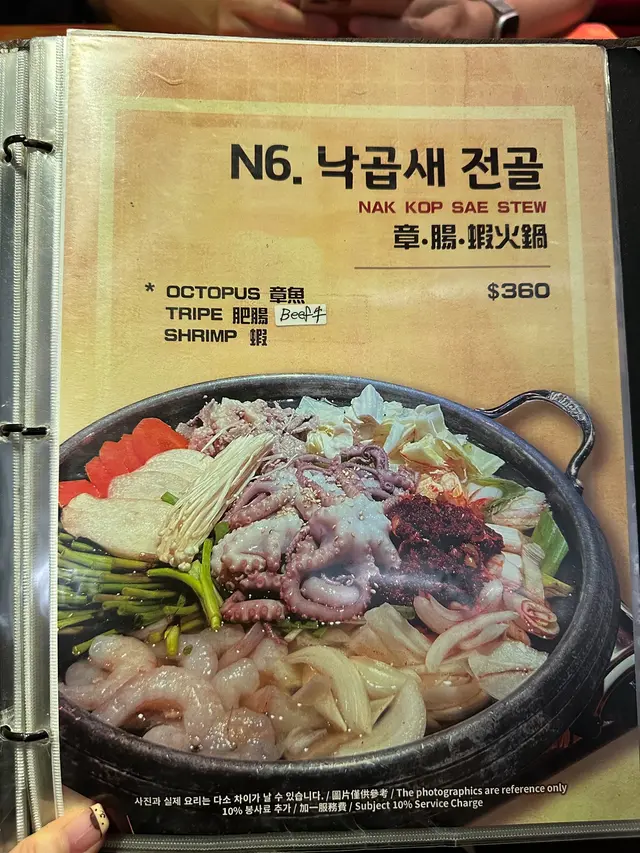 N6. 낙곱새 전골
NAK KOP SAE STEW
章·腸·蝦火鍋
* OCTOPUS 章魚 $360
TRIPE 肥腸 Beef牛
SHRIMP 蝦
사진과 실제 요리는 다소 차이가 날 수 있습니다. / 圖片僅供參考 / The photographics are reference only
10% 봉사료 추가 / 加一服務費 / Subject 10% Service Charge